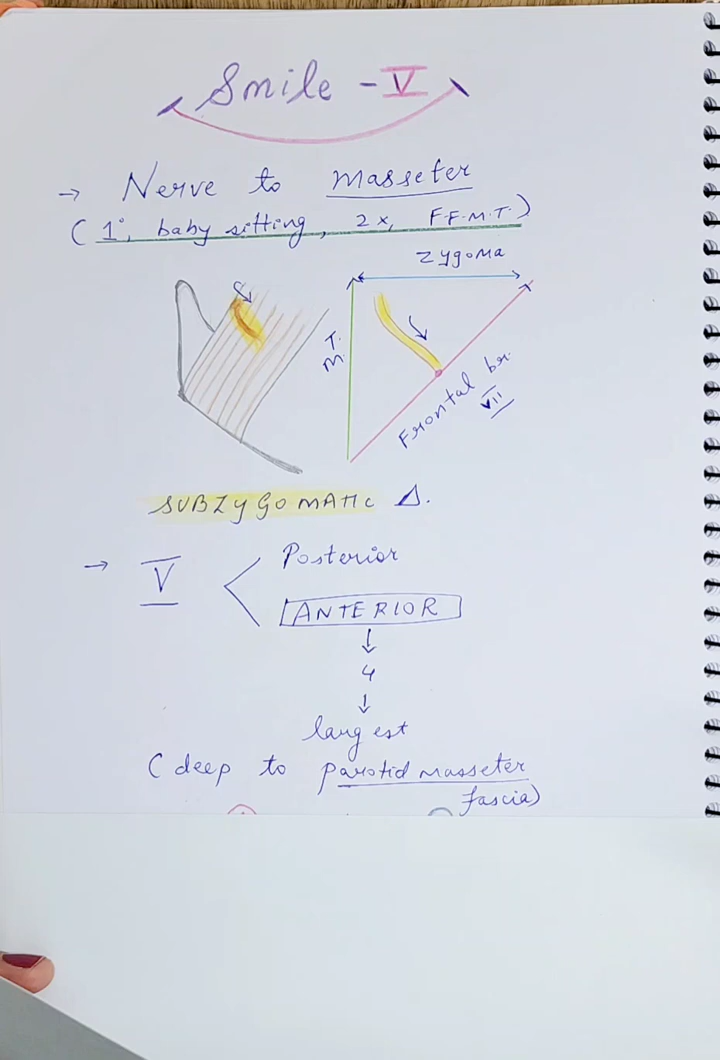 Smile - V
→ Nerve to masseter
( 1°, baby sitting, 2x, F.F.M.T. )
Zygoma
T.
M.
Frontal br.
VII
SUBZYGOMATIC Δ.
→ V
Posterior
ANTERIOR
↓
4
↓
largest
( deep to parotid masseter
fascia)